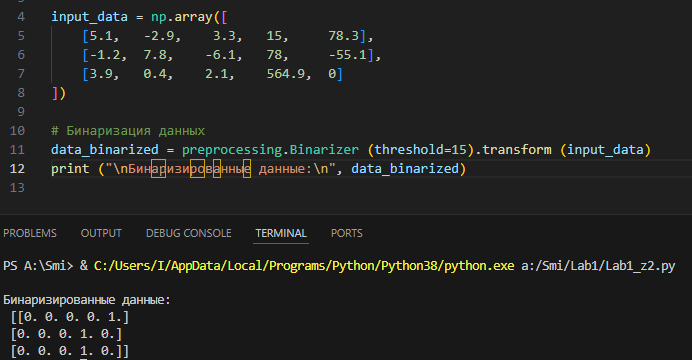 4 input_data = np.array([
5 [5.1, -2.9, 3.3, 15, 78.3],
6 [-1.2, 7.8, -6.1, 78, -55.1],
7 [3.9, 0.4, 2.1, 564.9, 0]
8 ])
9
10 # Бинаризация данных
11 data_binarized = preprocessing.Binarizer (threshold=15).transform (input_data)
12 print ("\nБинаризированные данные:\n", data_binarized)
13
PROBLEMS OUTPUT DEBUG CONSOLE TERMINAL PORTS
PS A:\Smi> & C:/Users/I/AppData/Local/Programs/Python/Python38/python.exe a:/Smi/Lab1/Lab1_z2.py
Бинаризированные данные:
[[0. 0. 0. 0. 1.]
[0. 0. 0. 1. 0.]
[0. 0. 0. 1. 0.]]